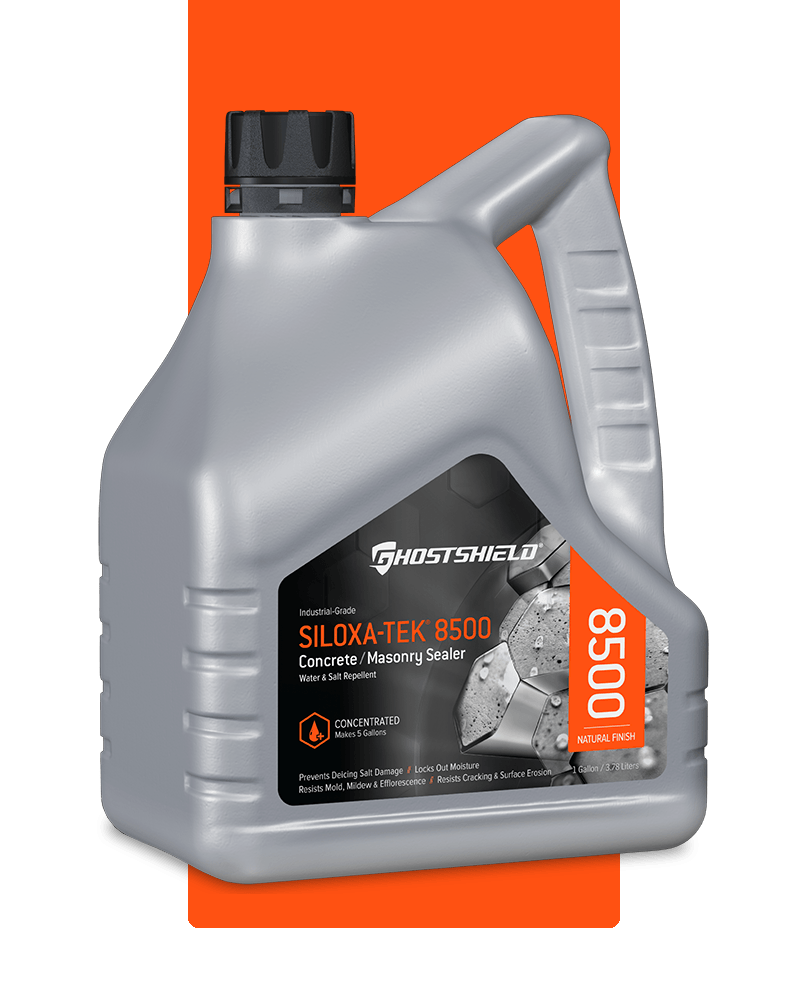 GHOSTSHIELD®
Industrial-Grade
SILOXA-TEK® 8500
Concrete / Masonry Sealer
Water & Salt Repellent
CONCENTRATED
Makes 5 Gallons
Prevents Deicing Salt Damage // Locks Out Moisture
Resists Mold, Mildew & Efflorescence // Resists Cracking & Surface Erosion
8500
NATURAL FINISH
1 Gallon / 3.78 Liters